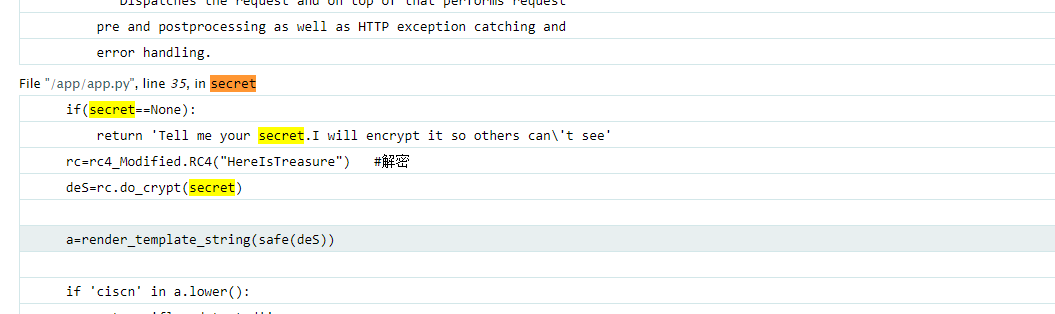 Dispatches the request and on top of that performs request
pre and postprocessing as well as HTTP exception catching and
error handling.
File "/app/app.py", line 35, in secret
if(secret==None):
return 'Tell me your secret.I will encrypt it so others can\'t see'
rc=rc4_Modified.RC4("HereIsTreasure") #解密
deS=rc.do_crypt(secret)
a=render_template_string(safe(deS))
if 'ciscn' in a.lower():